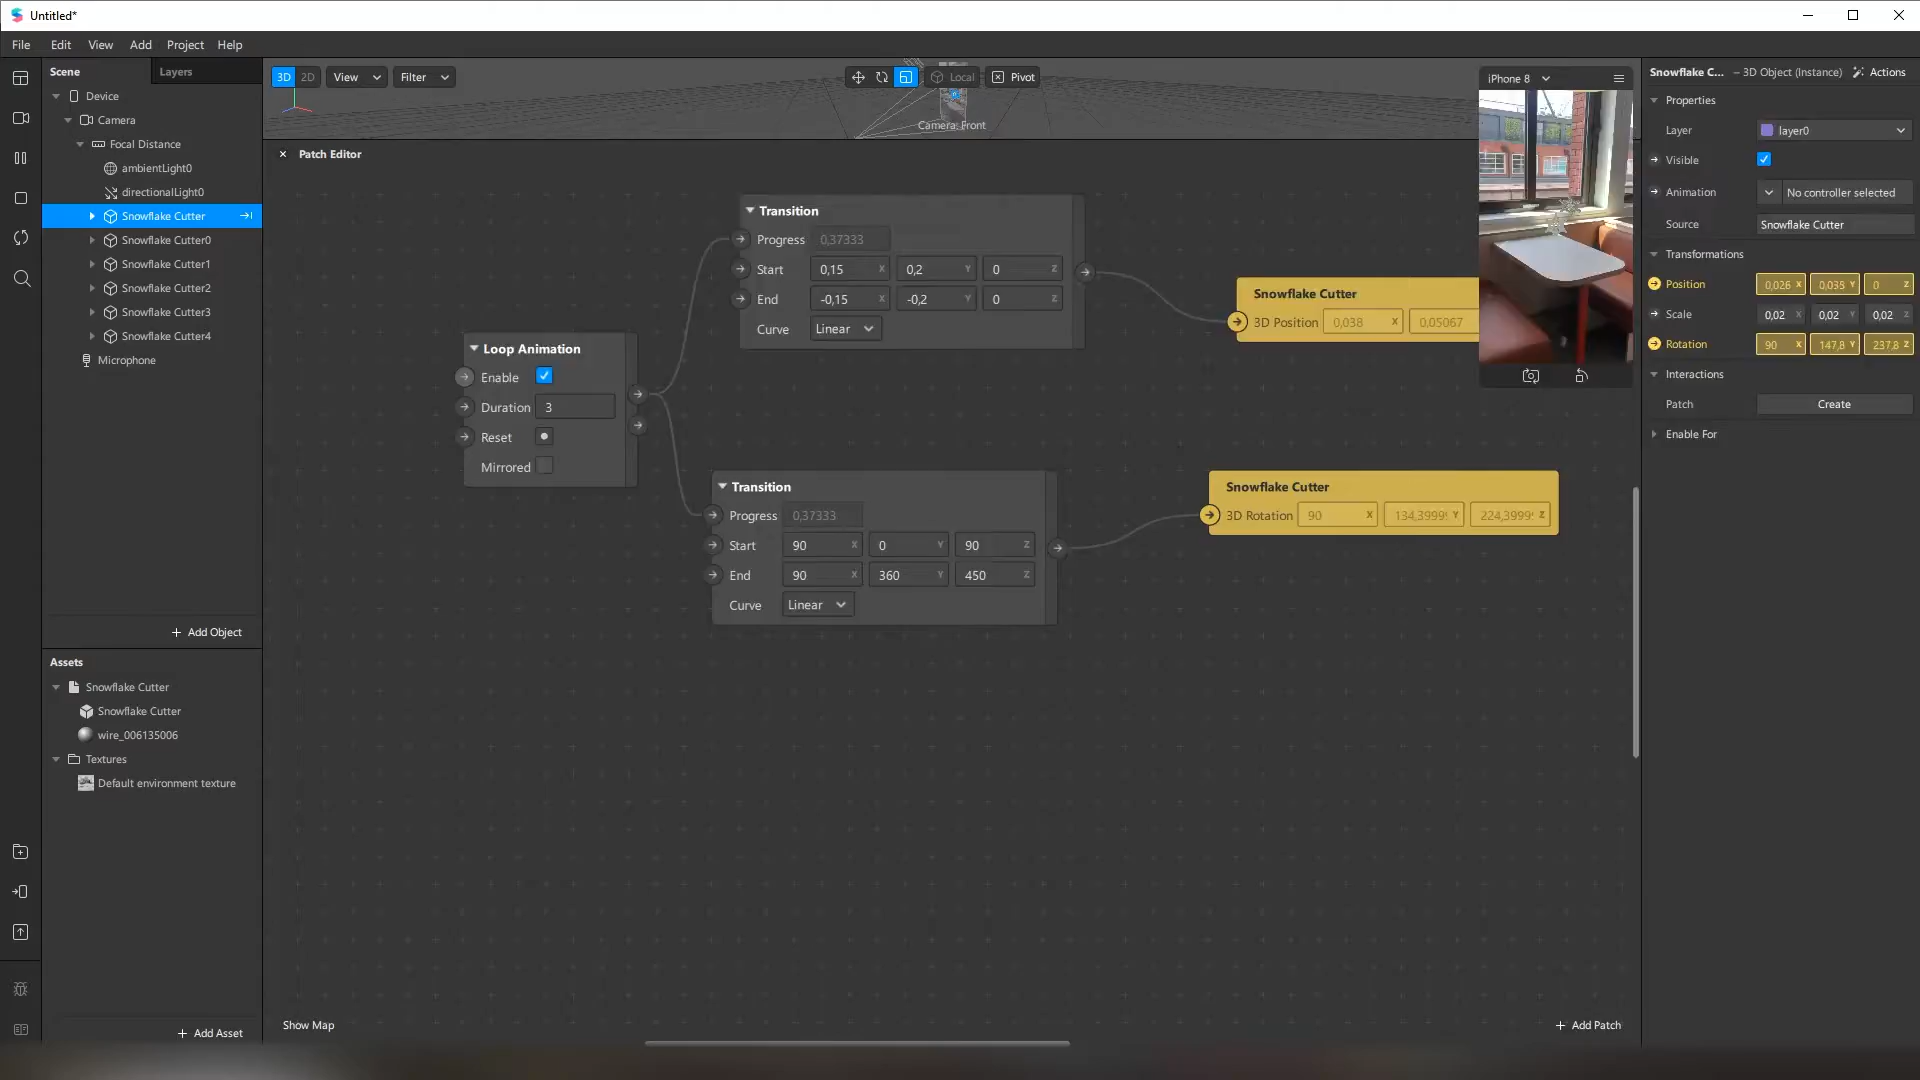 Untitled*
File Edit View Add Project Help
Scene Layers
Device
Camera
Focal Distance
ambientLight0
directionalLight0
Snowflake Cutter
Snowflake Cutter0
Snowflake Cutter1
Snowflake Cutter2
Snowflake Cutter3
Snowflake Cutter4
Microphone
+ Add Object
Assets
Snowflake Cutter
Snowflake Cutter
wire_006135006
Textures
Default environment texture
+ Add Asset
3D 2D View Filter Local Pivot
Camera: Front
Patch Editor
Loop Animation
Enable
Duration 3
Reset
Mirrored
Transition
Progress 0,37333
Start 0,15 X 0,2 Y 0 Z
End -0,15 X -0,2 Y 0 Z
Curve Linear
Snowflake Cutter
3D Position 0,038 X 0,05067
Transition
Progress 0,37333
Start 90 X 0 Y 90 Z
End 90 X 360 Y 450 Z
Curve Linear
Snowflake Cutter
3D Rotation 90 X 134,3999 Y 224,3999 Z
Show Map
+ Add Patch
iPhone 8
Snowflake C... – 3D Object (Instance) Actions
Properties
Layer layer0
Visible
Animation No controller selected
Source Snowflake Cutter
Transformations
Position 0,026 X 0,035 Y 0 Z
Scale 0,02 X 0,02 Y 0,02 Z
Rotation 90 X 147,8 Y 237,8 Z
Interactions
Patch Create
Enable For